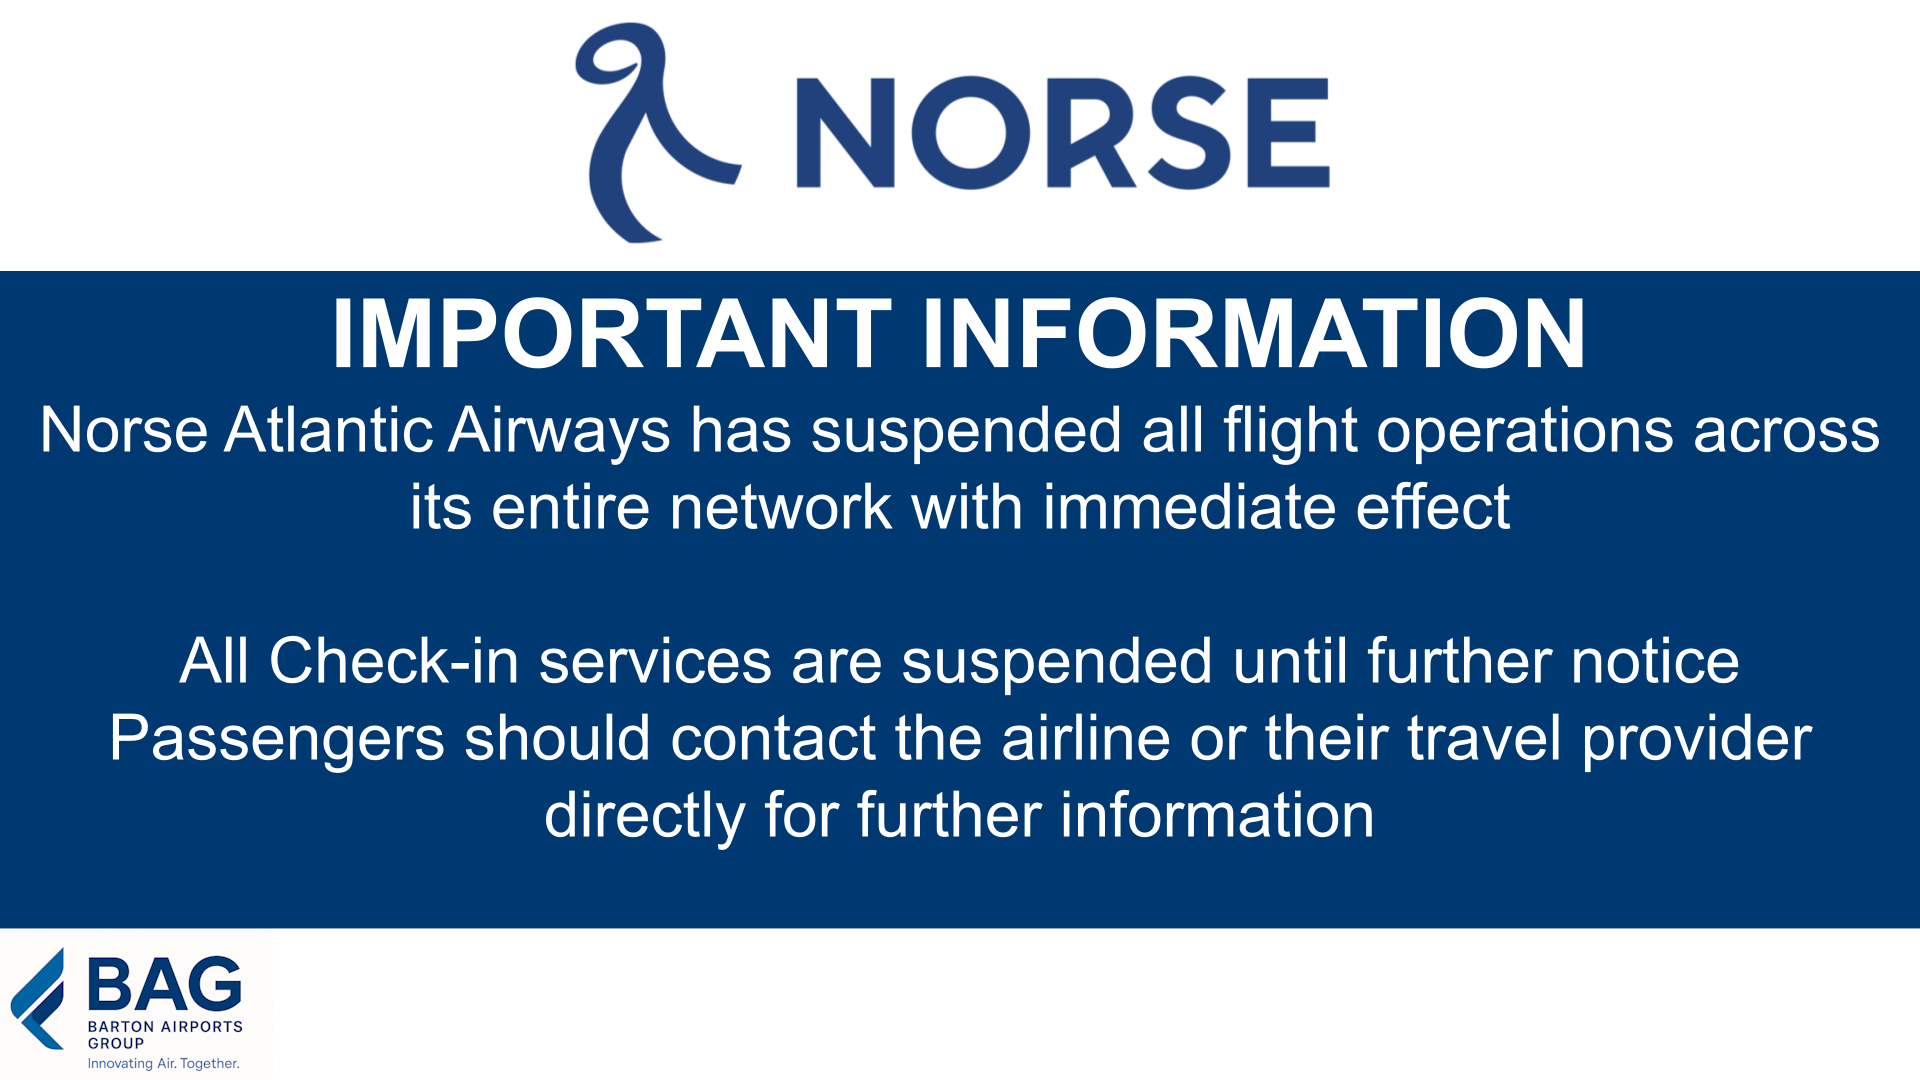 NORSE
IMPORTANT INFORMATION
Norse Atlantic Airways has suspended all flight operations across
its entire network with immediate effect
All Check-in services are suspended until further notice
Passengers should contact the airline or their travel provider
directly for further information
BAG
BARTON AIRPORTS
GROUP
Innovating Air. Together.